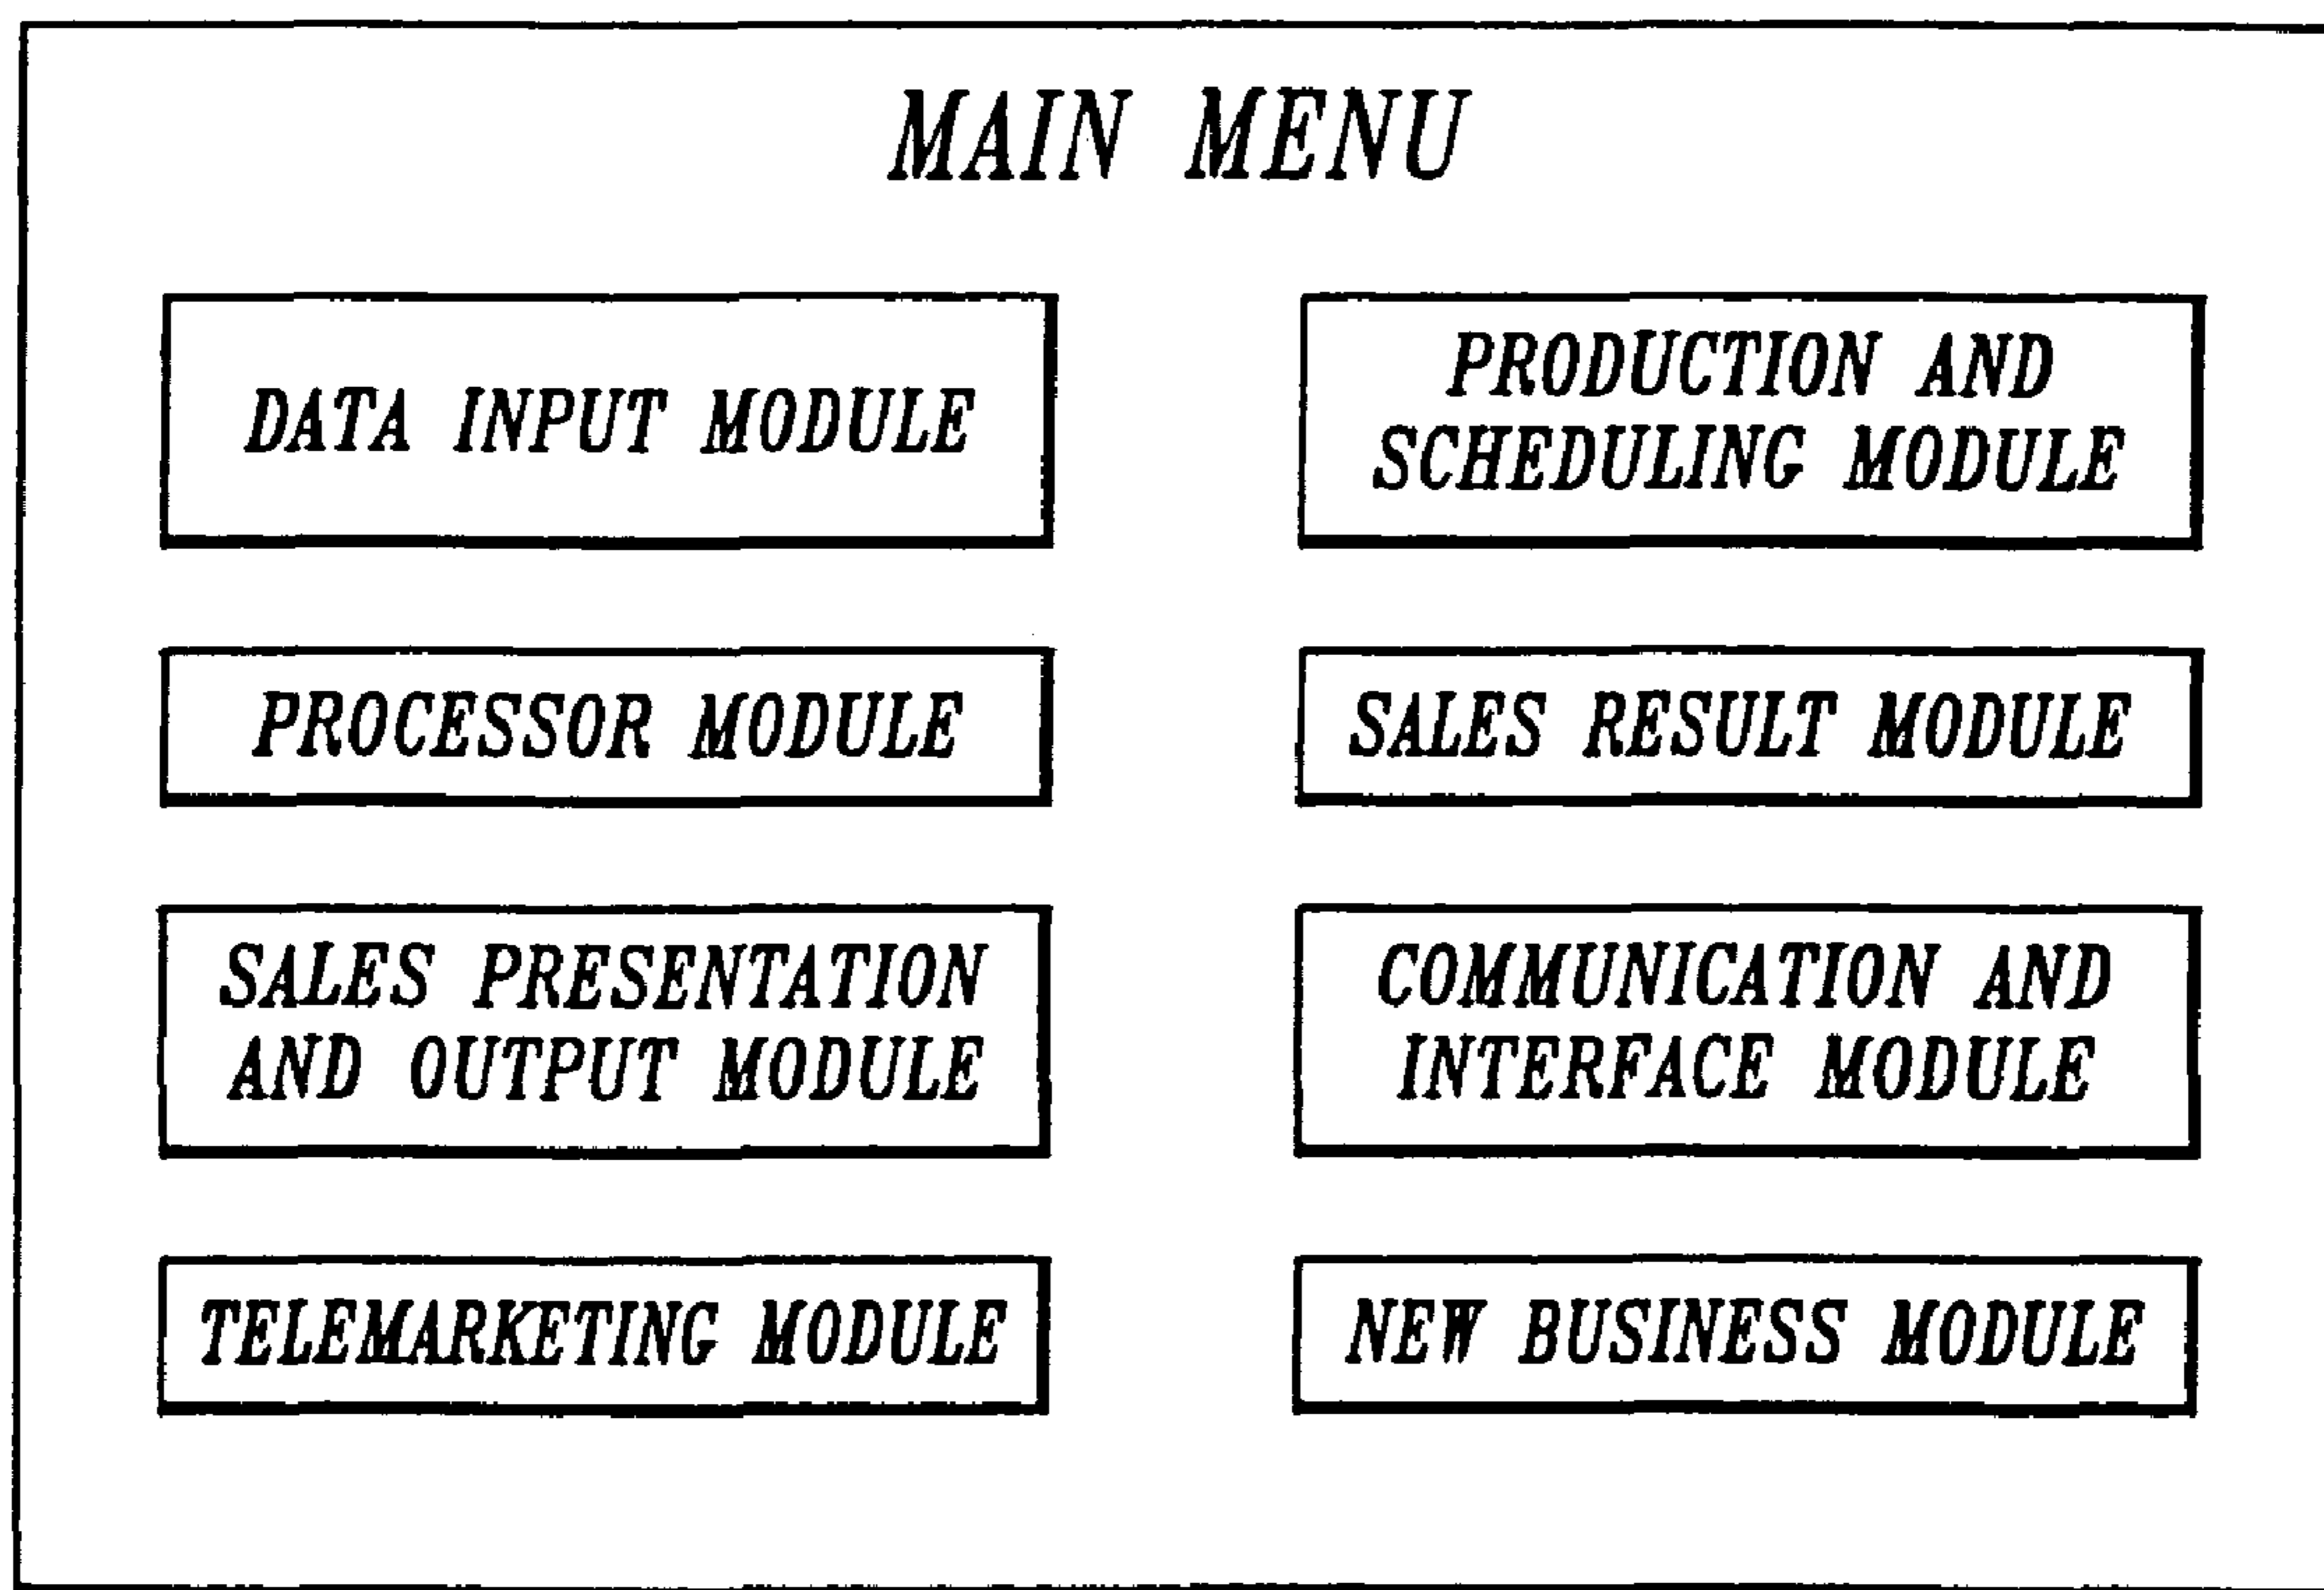 MAIN MENU
DATA INPUT MODULE
PRODUCTION AND
SCHEDULING MODULE
PROCESSOR MODULE
SALES RESULT MODULE
SALES PRESENTATION
AND OUTPUT MODULE
COMMUNICATION AND
INTERFACE MODULE
TELEMARKETING MODULE
NEW BUSINESS MODULE